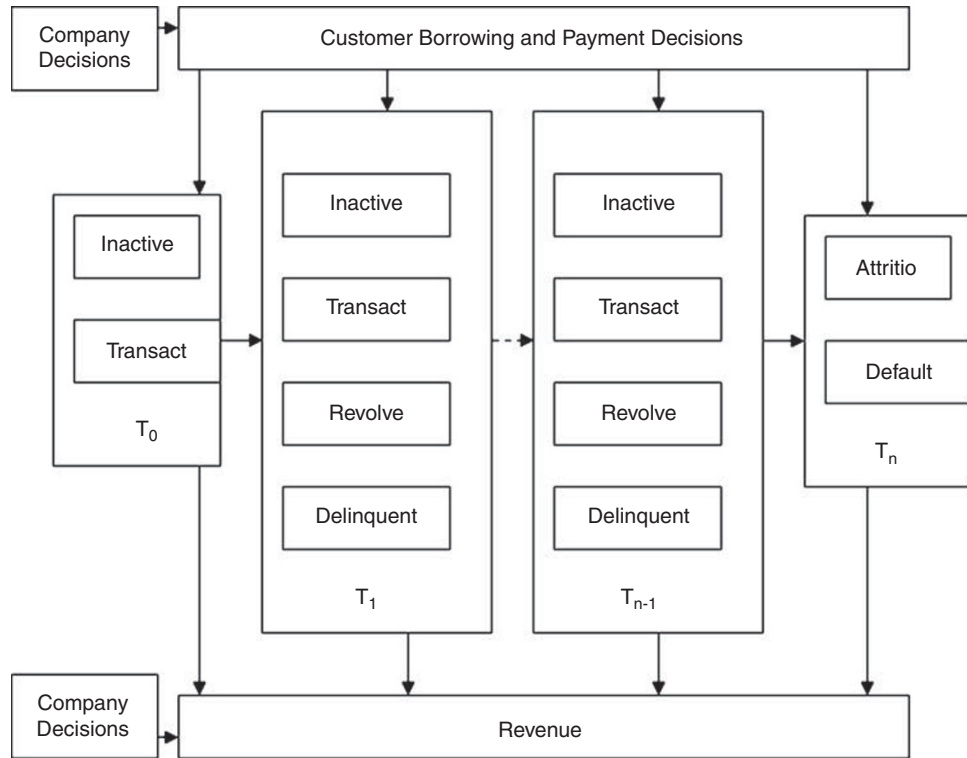 Company
Decisions
Customer Borrowing and Payment Decisions
Inactive
Transact
T0
Inactive
Transact
Revolve
Delinquent
T1
Inactive
Transact
Revolve
Delinquent
Tn-1
Attritio
Default
Tn
Company
Decisions
Revenue